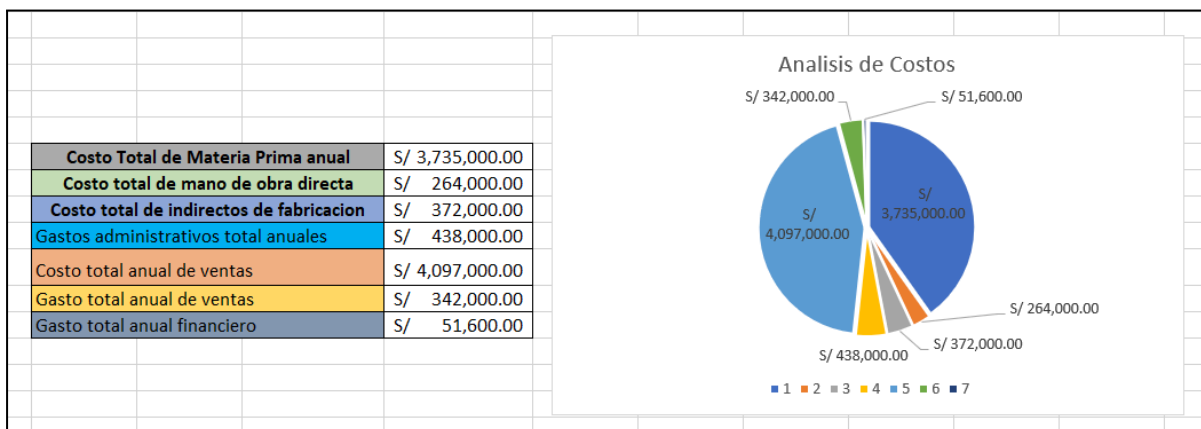 Costo Total de Materia Prima anual S/ 3,735,000.00
Costo total de mano de obra directa S/ 264,000.00
Costo total de indirectos de fabricacion S/ 372,000.00
Gastos administrativos total anuales S/ 438,000.00
Costo total anual de ventas S/ 4,097,000.00
Gasto total anual de ventas S/ 342,000.00
Gasto total anual financiero S/ 51,600.00
Analisis de Costos
S/ 342,000.00
S/ 51,600.00
S/
3,735,000.00
S/
4,097,000.00
S/ 264,000.00
S/ 372,000.00
S/ 438,000.00
1 2 3 4 5 6 7